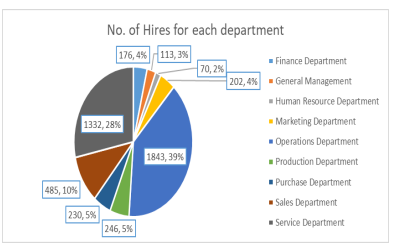 No. of Hires for each department
176, 4%
113, 3%
70, 2%
202, 4%
1332, 28%
1843, 39%
485, 10%
230, 5%
246, 5%
Finance Department
General Management
Human Resource Department
Marketing Department
Operations Department
Production Department
Purchase Department
Sales Department
Service Department